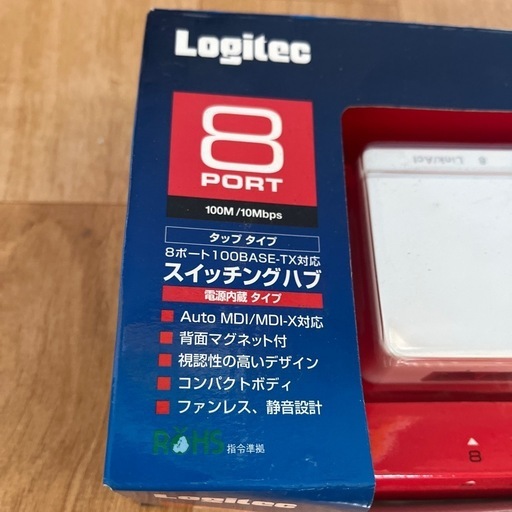 Logitec
8
PORT
100M/10Mbps
タップ タイプ
8ポート100BASE-TX対応
スイッチングハブ
電源内蔵 タイプ
Auto MDI/MDI-X対応
背面マグネット付
視認性の高いデザイン
コンパクトボディ
ファンレス、静音設計
RoHS 指令準拠
8 Link/Act
8
Logitec